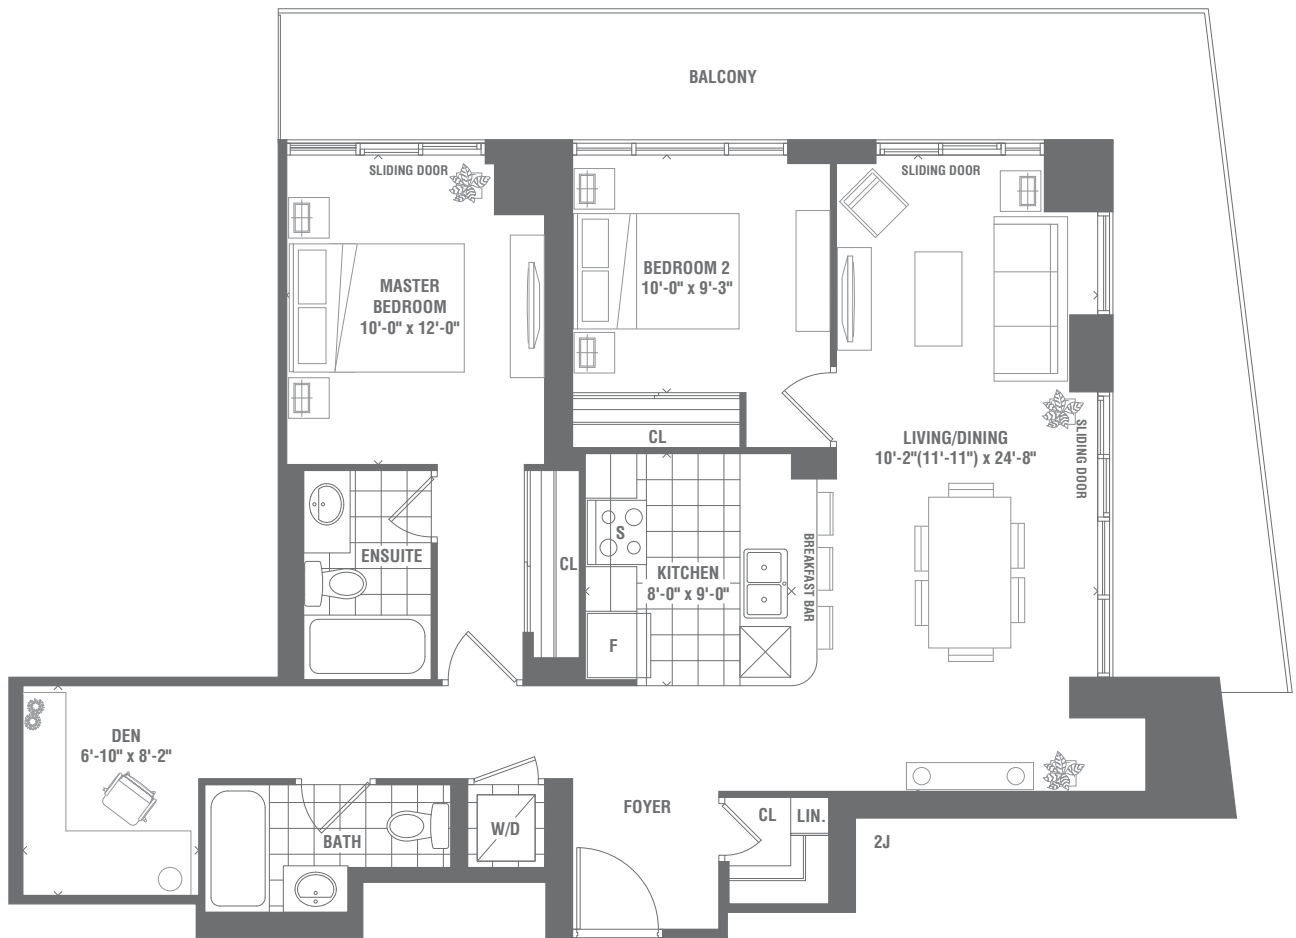 BALCONY
SLIDING DOOR
SLIDING DOOR
MASTER
BEDROOM
10'-0" x 12'-0"
BEDROOM 2
10'-0" x 9'-3"
CL
LIVING/DINING
10'-2"(11'-11") x 24'-8"
SLIDING DOOR
ENSUITE
CL
S
KITCHEN
8'-0" x 9'-0"
BREAKFAST BAR
F
DEN
6'-10" x 8'-2"
BATH
W/D
FOYER
CL
LIN.
2J